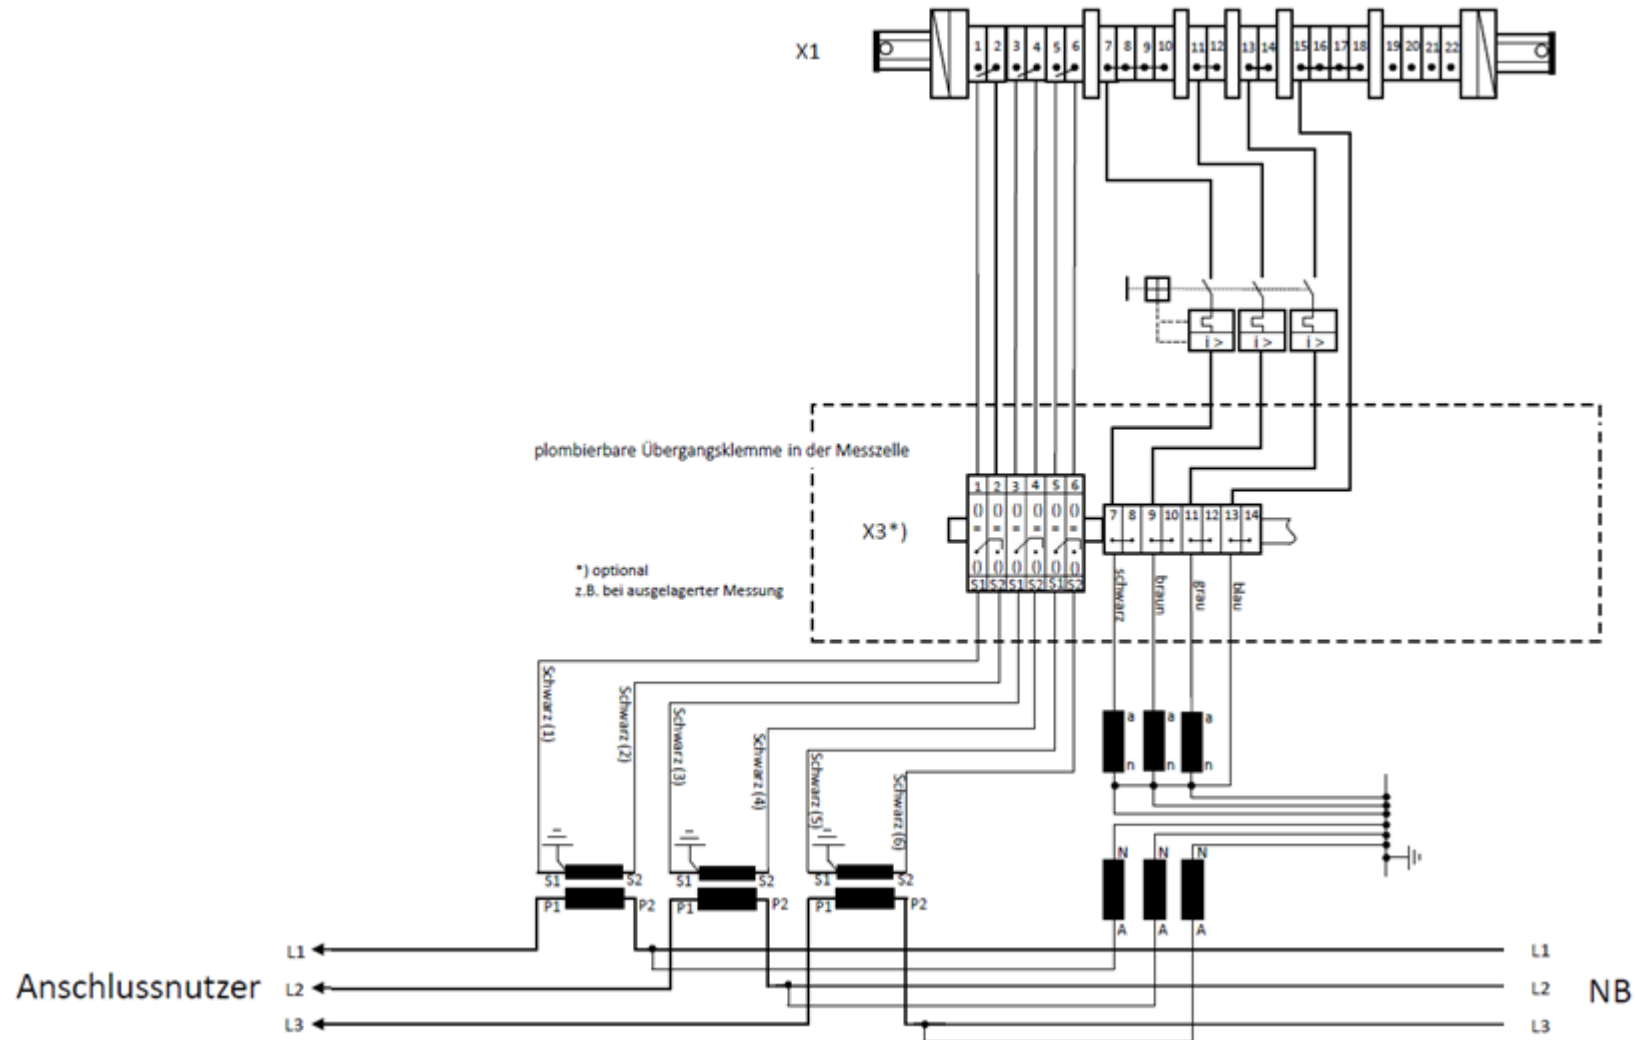 X1
1 2 3 4 5 6 7 8 9 10 11 12 13 14 15 16 17 18 19 20 21 22
i > i > i >
plombierbare Übergangsklemme in der Messzelle
1 2 3 4 5 6
7 8 9 10 11 12 13 14
() () () () () ()
= = = = = =
X3*)
() () () () () ()
S1 S2 S1 S2 S1 S2
*) optional
z.B. bei ausgelagerter Messung
schwarz
braun
grau
blau
Schwarz (1)
Schwarz (2)
Schwarz (3)
Schwarz (4)
Schwarz (5)
Schwarz (6)
a a a
n n n
N N N
S1 S2 S1 S2 S1 S2
P1 P2 P1 P2 P1 P2
A A A
L1 L1
Anschlussnutzer L2 L2 NB
L3 L3